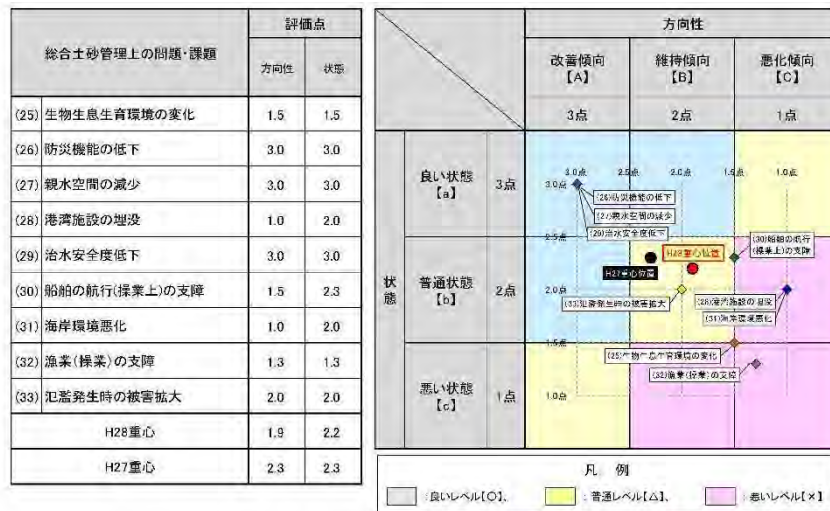 総合土砂管理上の問題・課題 評価点
方向性 状態
(25) 生物生息生育環境の変化 1.5 1.5
(26) 防災機能の低下 3.0 3.0
(27) 親水空間の減少 3.0 3.0
(28) 港湾施設の埋没 1.0 2.0
(29) 治水安全度低下 3.0 3.0
(30) 船舶の航行(操業上)の支障 1.5 2.3
(31) 海岸環境悪化 1.0 2.0
(32) 漁業(操業)の支障 1.3 1.3
(33) 氾濫発生時の被害拡大 2.0 2.0
H28重心 1.9 2.2
H27重心 2.3 2.3
方向性
改善傾向 維持傾向 悪化傾向
【A】 【B】 【C】
3点 2点 1点
状態
良い状態
【a】
3点
普通状態
【b】
2点
悪い状態
【c】
1点
3.0点 2.5点 2.0点 1.5点 1.0点
3.0点
2.5点
2.0点
1.5点
1.0点
(26)防災機能の低下
(27)親水空間の減少
(29)治水安全度低下
(30)船舶の航行
(操業上)の支障
H28重心位置
H27重心位置
(33)氾濫発生時の被害拡大
(28)港湾施設の埋没
(31)海岸環境悪化
(25)生物生息生育環境の変化
(32)漁業(操業)の支障
凡 例
:良いレベル【〇】、 :普通レベル【△】、 :悪いレベル【×】